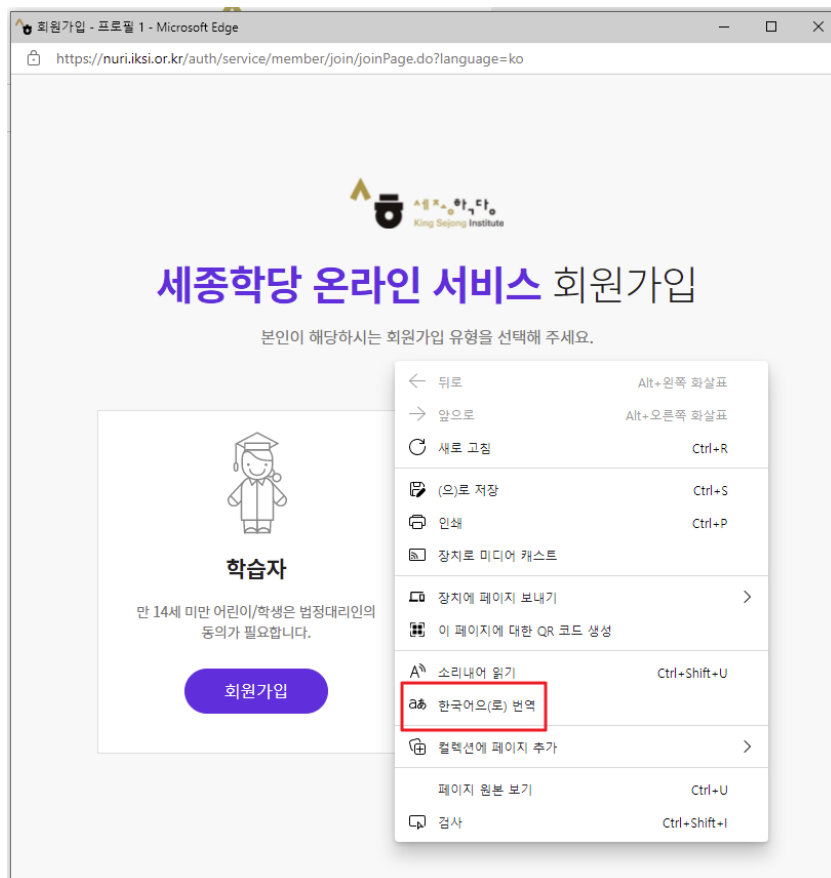 회원가입 - 프로필 1 - Microsoft Edge
https://nuri.iksi.or.kr/auth/service/member/join/joinPage.do?language=ko
세종학당
King Sejong Institute
세종학당 온라인 서비스 회원가입
본인이 해당하시는 회원가입 유형을 선택해 주세요.
뒤로 Alt+왼쪽 화살표
앞으로 Alt+오른쪽 화살표
새로 고침 Ctrl+R
(으)로 저장 Ctrl+S
인쇄 Ctrl+P
장치로 미디어 캐스트
장치에 페이지 보내기
이 페이지에 대한 QR 코드 생성
소리내어 읽기 Ctrl+Shift+U
aあ 한국어으(로) 번역
컬렉션에 페이지 추가
페이지 원본 보기 Ctrl+U
검사 Ctrl+Shift+I
학습자
만 14세 미만 어린이/학생은 법정대리인의
동의가 필요합니다.
회원가입